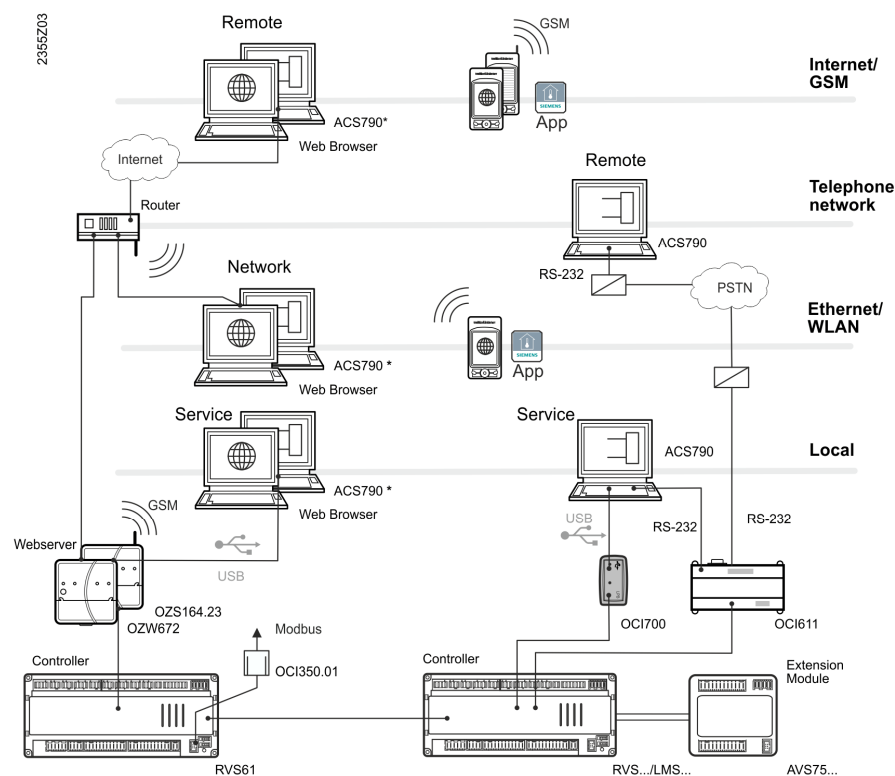 2355Z03
Remote
GSM
Internet/
GSM
SIEMENS
App
ACS790*
Web Browser
Internet
Remote
Router
Telephone
network
ΛCS790
RS-232
PSTN
Network
Ethernet/
WLAN
SIEMENS
App
ACS790 *
Web Browser
Service
Service
ACS790
Local
ACS790 *
Web Browser
GSM
USB
RS-232
RS-232
Webserver
USB
OZS164.23
OZW672
Modbus
OCI700
OCI611
OCI350.01
Controller
Controller
Extension
Module
RVS61
RVS.../LMS...
AVS75...